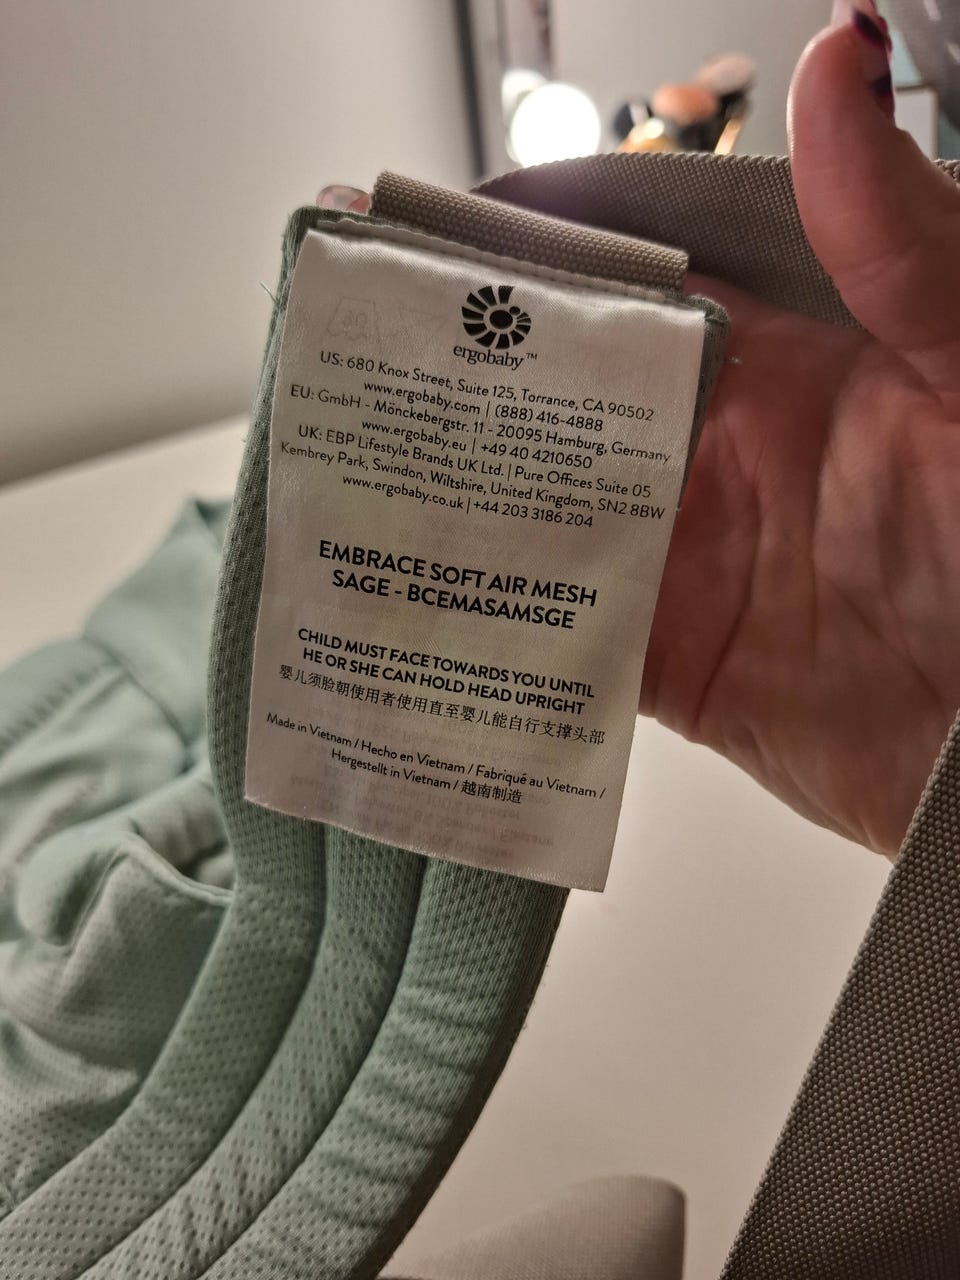 ergobaby™
US: 680 Knox Street, Suite 125, Torrance, CA 90502
www.ergobaby.com | (888) 416-4888
EU: GmbH - Mönckebergstr. 11 - 20095 Hamburg, Germany
www.ergobaby.eu | +49 40 4210650
UK: EBP Lifestyle Brands UK Ltd. | Pure Offices Suite 05
Kembrey Park, Swindon, Wiltshire, United Kingdom, SN2 8BW
www.ergobaby.co.uk | +44 203 3186 204
EMBRACE SOFT AIR MESH
SAGE - BCEMASAMSGE
CHILD MUST FACE TOWARDS YOU UNTIL
HE OR SHE CAN HOLD HEAD UPRIGHT
婴儿须脸朝使用者使用直至婴儿能自行支撑头部
Made in Vietnam / Hecho en Vietnam / Fabriqué au Vietnam /
Hergestellt in Vietnam / 越南制造